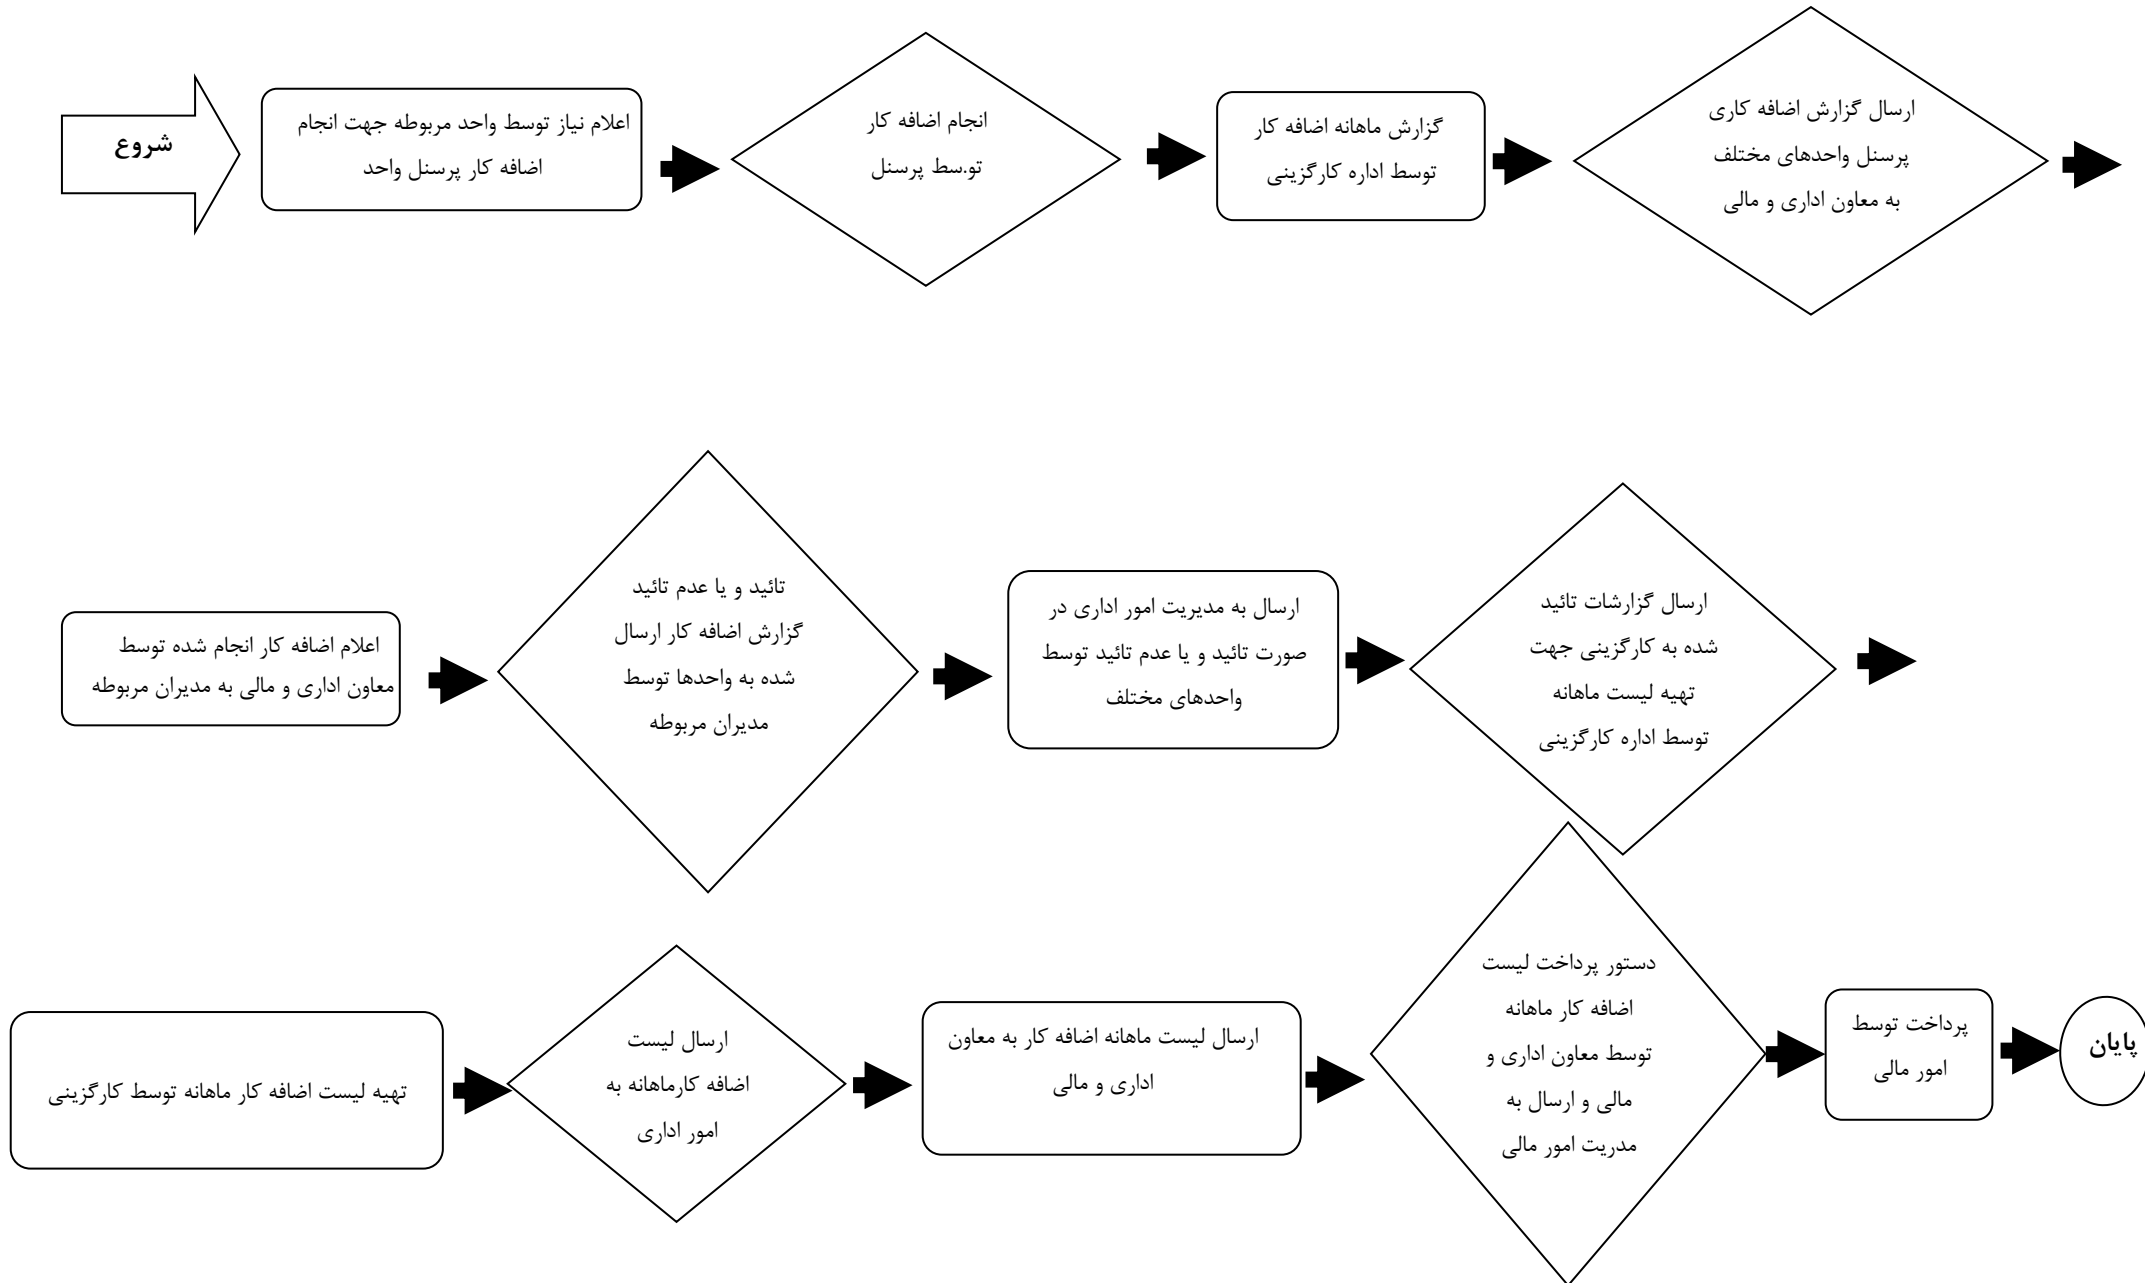 شروع
اعلام نیاز توسط واحد مربوطه جهت انجام
اضافه کار پرسنل واحد
انجام اضافه کار
تو.سط پرسنل
گزارش ماهانه اضافه کار
توسط اداره کارگزینی
ارسال گزارش اضافه کاری
پرسنل واحدهای مختلف
به معاون اداری و مالی
اعلام اضافه کار انجام شده توسط
معاون اداری و مالی به مدیران مربوطه
تائید و یا عدم تائید
گزارش اضافه کار ارسال
شده به واحدها توسط
مدیران مربوطه
ارسال به مدیریت امور اداری در
صورت تائید و یا عدم تائید توسط
واحدهای مختلف
ارسال گزارشات تائید
شده به کارگزینی جهت
تهیه لیست ماهانه
توسط اداره کارگزینی
تهیه لیست اضافه کار ماهانه توسط کارگزینی
ارسال لیست
اضافه کارماهانه به
امور اداری
ارسال لیست ماهانه اضافه کار به معاون
اداری و مالی
دستور پرداخت لیست
اضافه کار ماهانه
توسط معاون اداری و
مالی و ارسال به
مدریت امور مالی
پرداخت توسط
امور مالی
پایان